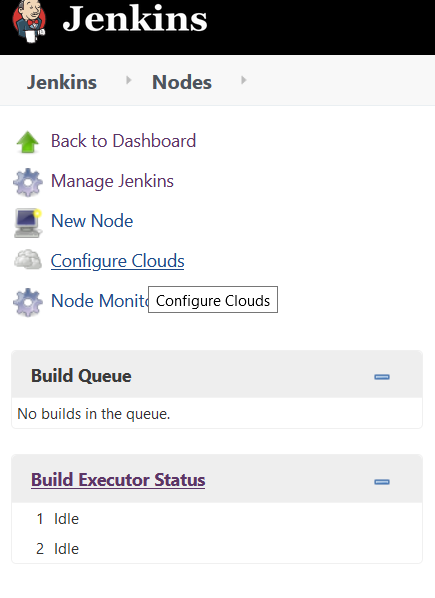 Jenkins
Jenkins Nodes
Back to Dashboard
Manage Jenkins
New Node
Configure Clouds
Node Monito
Configure Clouds
Build Queue
No builds in the queue.
Build Executor Status
1 Idle
2 Idle